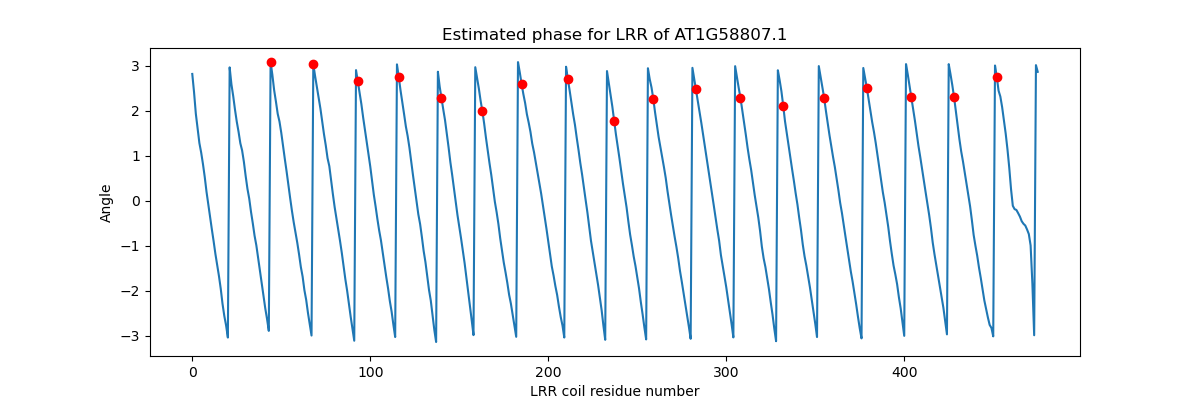 Estimated phase for LRR of AT1G58807.1
3
2
1
0
−1
−2
−3
Angle
0 100 200 300 400
LRR coil residue number